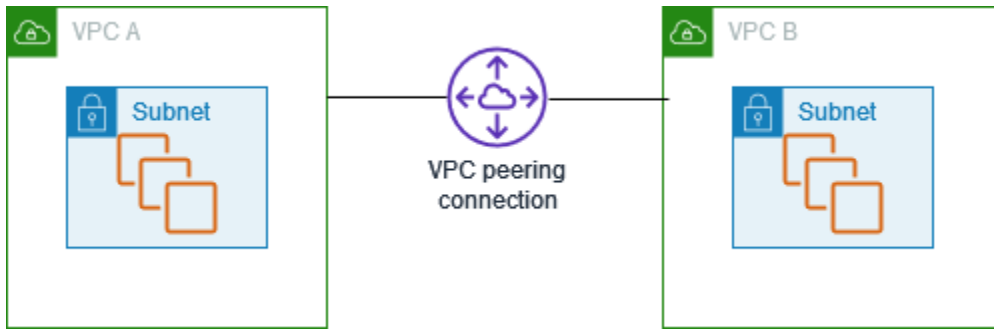 VPC A
VPC B
Subnet
Subnet
VPC peering
connection